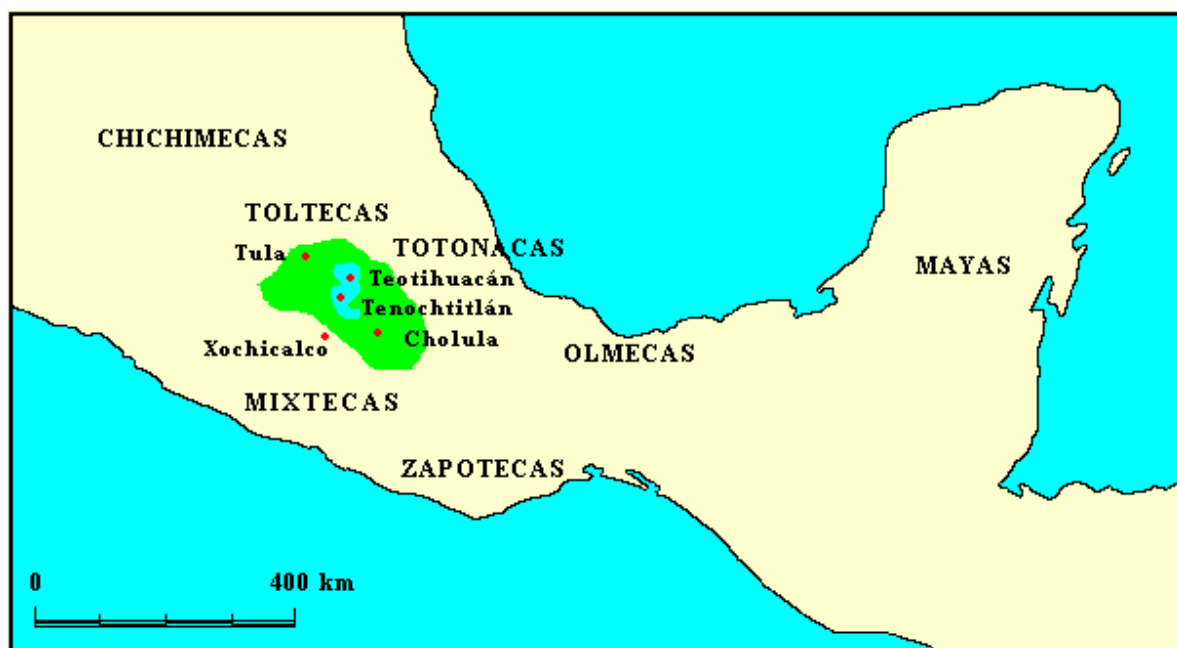 CHICHIMECAS
TOLTECAS
Tula
TOTONACAS
MAYAS
Teotihuacán
Tenochtitlán
Xochicalco
Cholula
OLMECAS
MIXTECAS
ZAPOTECAS
0 400 km